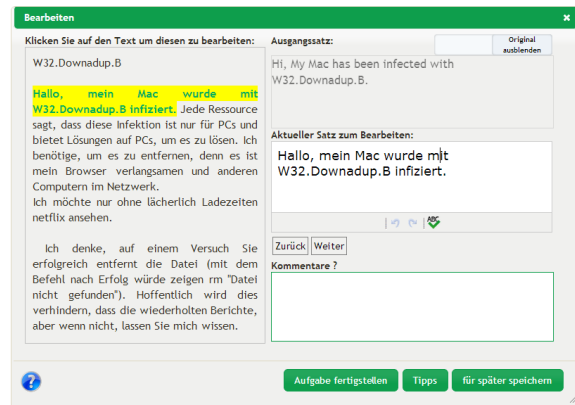 Bearbeiten
Klicken Sie auf den Text um diesen zu bearbeiten:
W32.Downadup.B
Hallo, mein Mac wurde mit
W32.Downadup.B infiziert. Jede Ressource
sagt, dass diese Infektion ist nur für PCs und
bietet Lösungen auf PCs, um es zu lösen. Ich
benötige, um es zu entfernen, denn es ist
mein Browser verlangsamen und anderen
Computern im Netzwerk.
Ich möchte nur ohne lächerlich Ladezeiten
netflix ansehen.
Ich denke, auf einem Versuch Sie
erfolgreich entfernt die Datei (mit dem
Befehl nach Erfolg würde zeigen rm "Datei
nicht gefunden"). Hoffentlich wird dies
verhindern, dass die wiederholten Berichte,
aber wenn nicht, lassen Sie mich wissen.
Ausgangssatz:
Original
ausblenden
Hi, My Mac has been infected with
W32.Downadup.B.
Aktueller Satz zum Bearbeiten:
Hallo, mein Mac wurde mit
W32.Downadup.B infiziert.
ABC
Zurück Weiter
Kommentare ?
? Aufgabe fertigstellen Tipps für später speichern